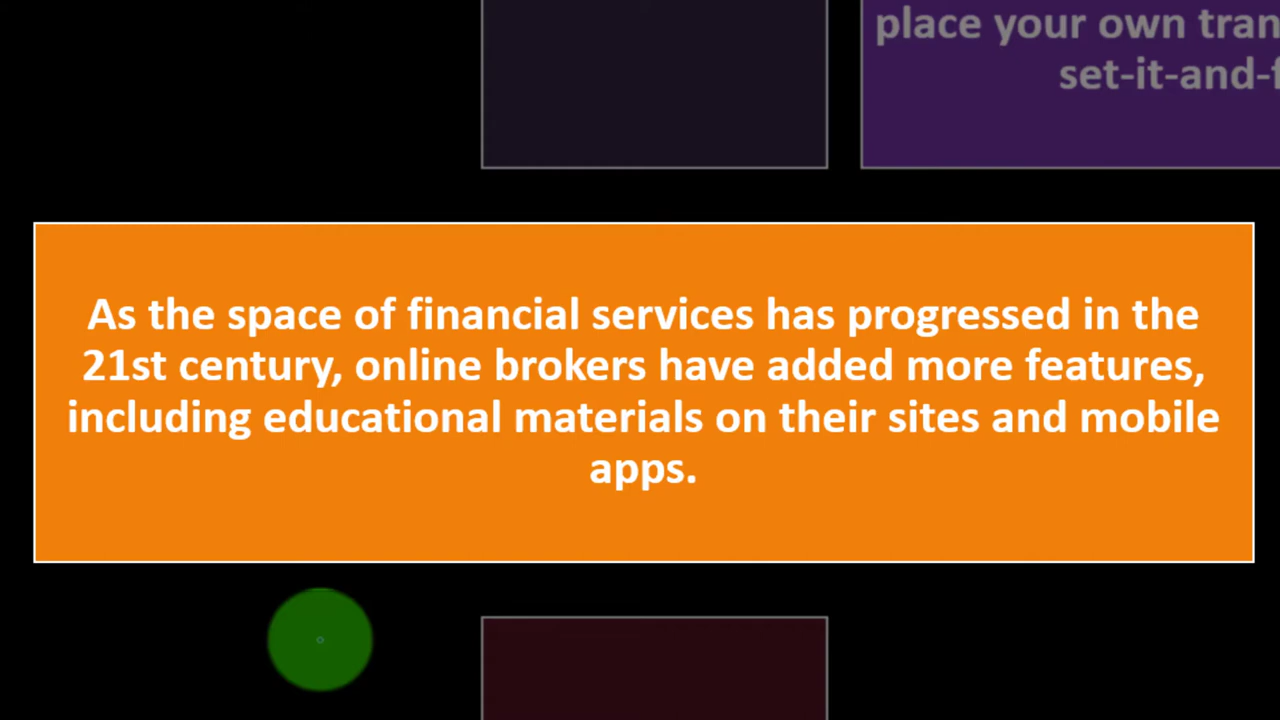 place your own
set-it-and-
As the space of financial services has progressed in the
21st century, online brokers have added more features,
including educational materials on their sites and mobile
apps.